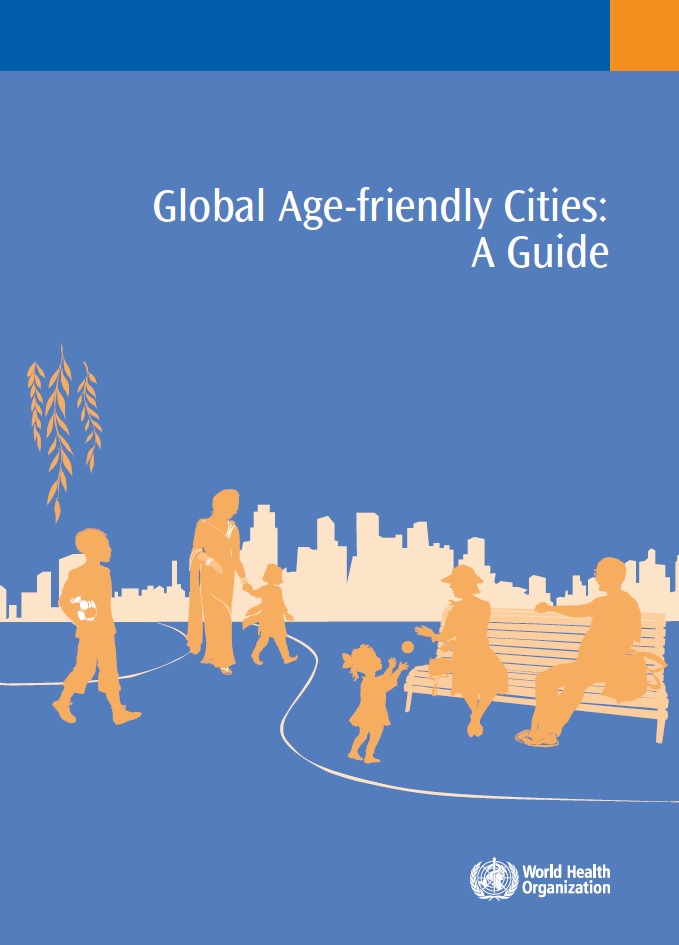 Global Age-friendly Cities:
A Guide
World Health
Organization